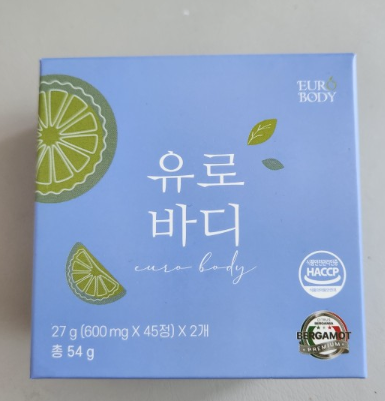 EURO
BODY
유로
바디
euro body
HACCP
27 g (600 mg X 45정) X 2개
총 54 g
BERGAMOT
PREMIUM